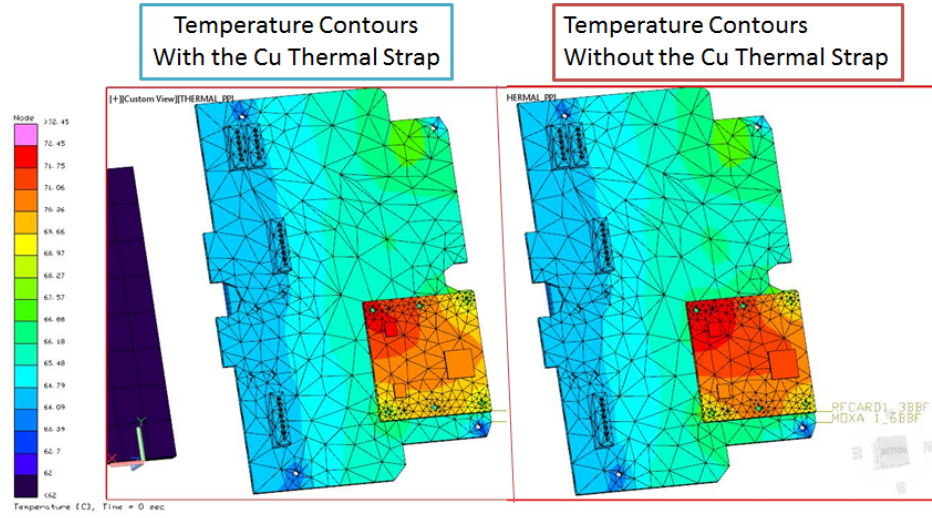 Temperature Contours
With the Cu Thermal Strap
Temperature Contours
Without the Cu Thermal Strap
[+][Custom View][THERMAL_PP]
HERMAL_PP]
Node
>72.45
72.45
71.75
71.06
70.36
69.66
68.97
68.27
67.57
66.88
66.18
65.48
64.79
64.09
63.39
62.7
62
<62
Y
X
RFCARD1_3BBF
MOXA 1_6BBF
BOTTOM
Temperature [C], Time = 0 sec